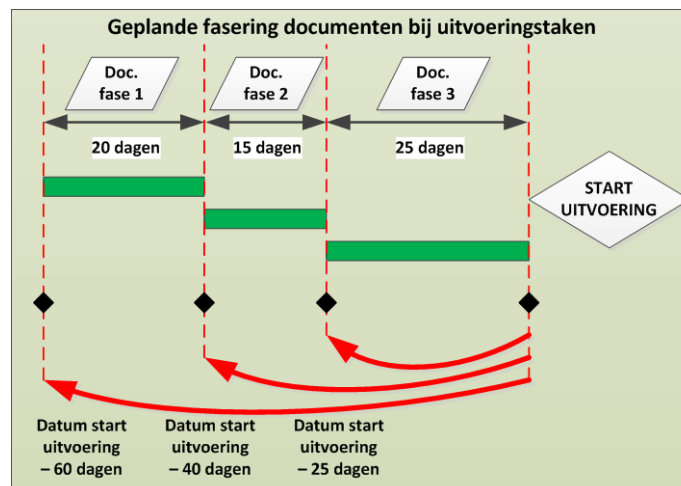 Geplande fasering documenten bij uitvoeringstaken
Doc.
fase 1
Doc.
fase 2
Doc.
fase 3
20 dagen
15 dagen
25 dagen
START
UITVOERING
Datum start
uitvoering
– 60 dagen
Datum start
uitvoering
– 40 dagen
Datum start
uitvoering
– 25 dagen